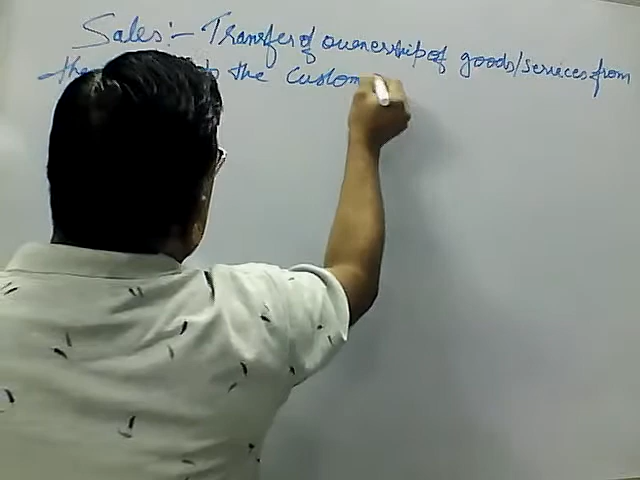 Sales:- Transfer of ownership of goods/services from
the to the custom